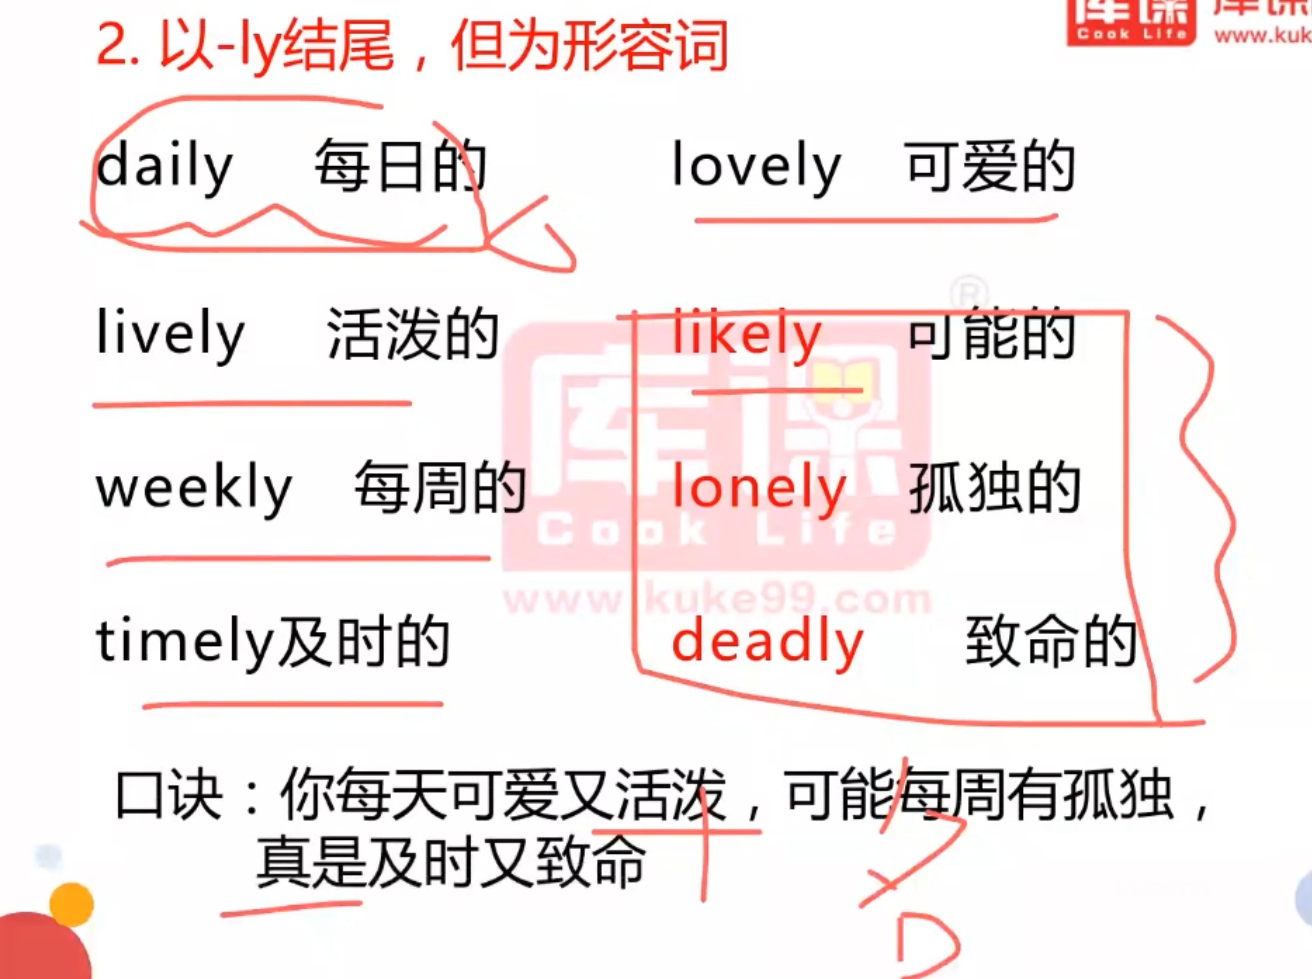 2. 以-ly结尾，但为形容词
库课
Cook Life
www.kuk
daily 每日的 lovely 可爱的
®
lively 活泼的 likely 可能的
库课
weekly 每周的 lonely 孤独的
Cook Life
www.kuke99.com
timely及时的 deadly 致命的
口诀：你每天可爱又活泼，可能每周有孤独，
真是及时又致命
D